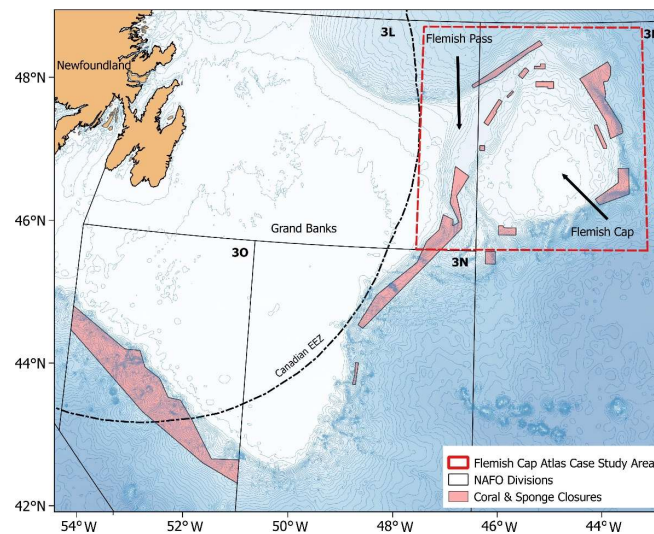 3L
3M
Flemish Pass
48°N
Newfoundland
46°N
Grand Banks
Flemish Cap
3O
3N
Canadian EEZ
44°N
Flemish Cap Atlas Case Study Area
NAFO Divisions
Coral & Sponge Closures
42°N
54°W
52°W
50°W
48°W
46°W
44°W